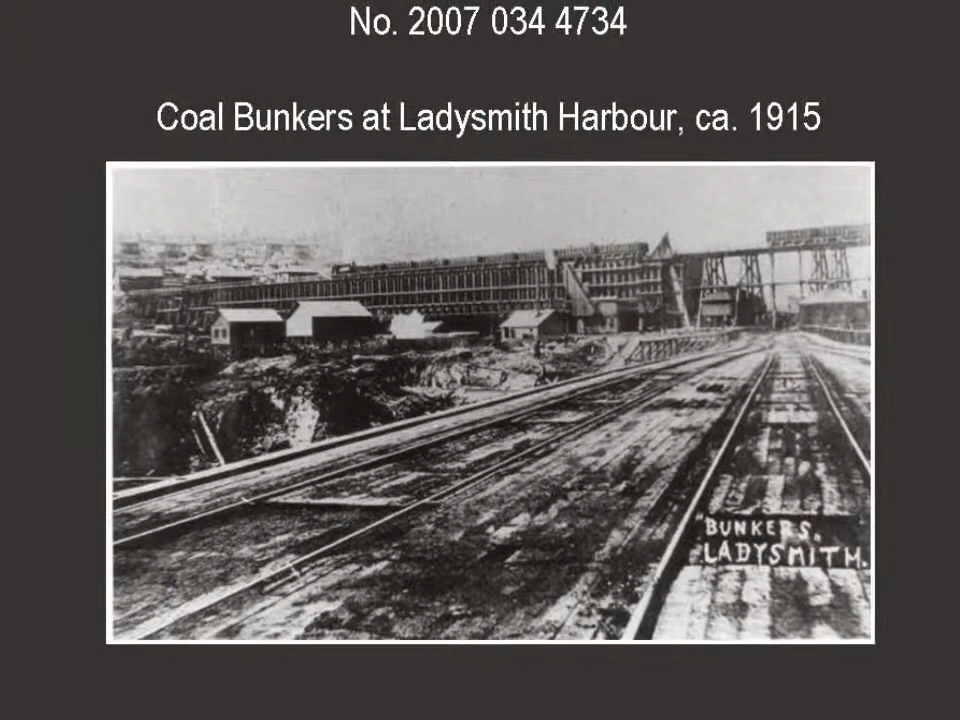 No. 2007 034 4734
Coal Bunkers at Ladysmith Harbour, ca. 1915
"BUNKERS,,
LADYSMITH.